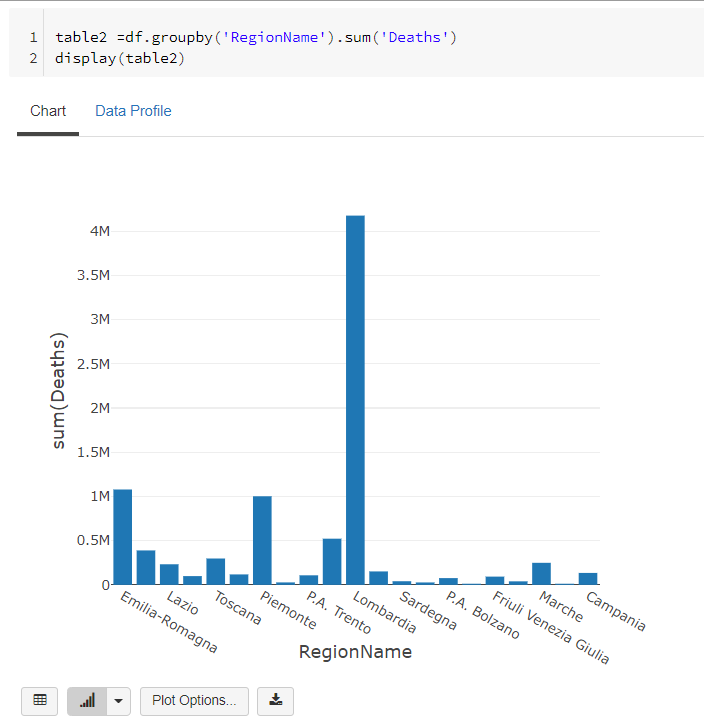 1 table2 =df.groupby('RegionName').sum('Deaths')
2 display(table2)
Chart Data Profile
4M
3.5M
3M
2.5M
2M
1.5M
1M
0.5M
0
sum(Deaths)
Emilia-Romagna
Lazio
Toscana
Piemonte
P.A. Trento
Lombardia
Sardegna
P.A. Bolzano
Friuli Venezia Giulia
Marche
Campania
RegionName
Plot Options...